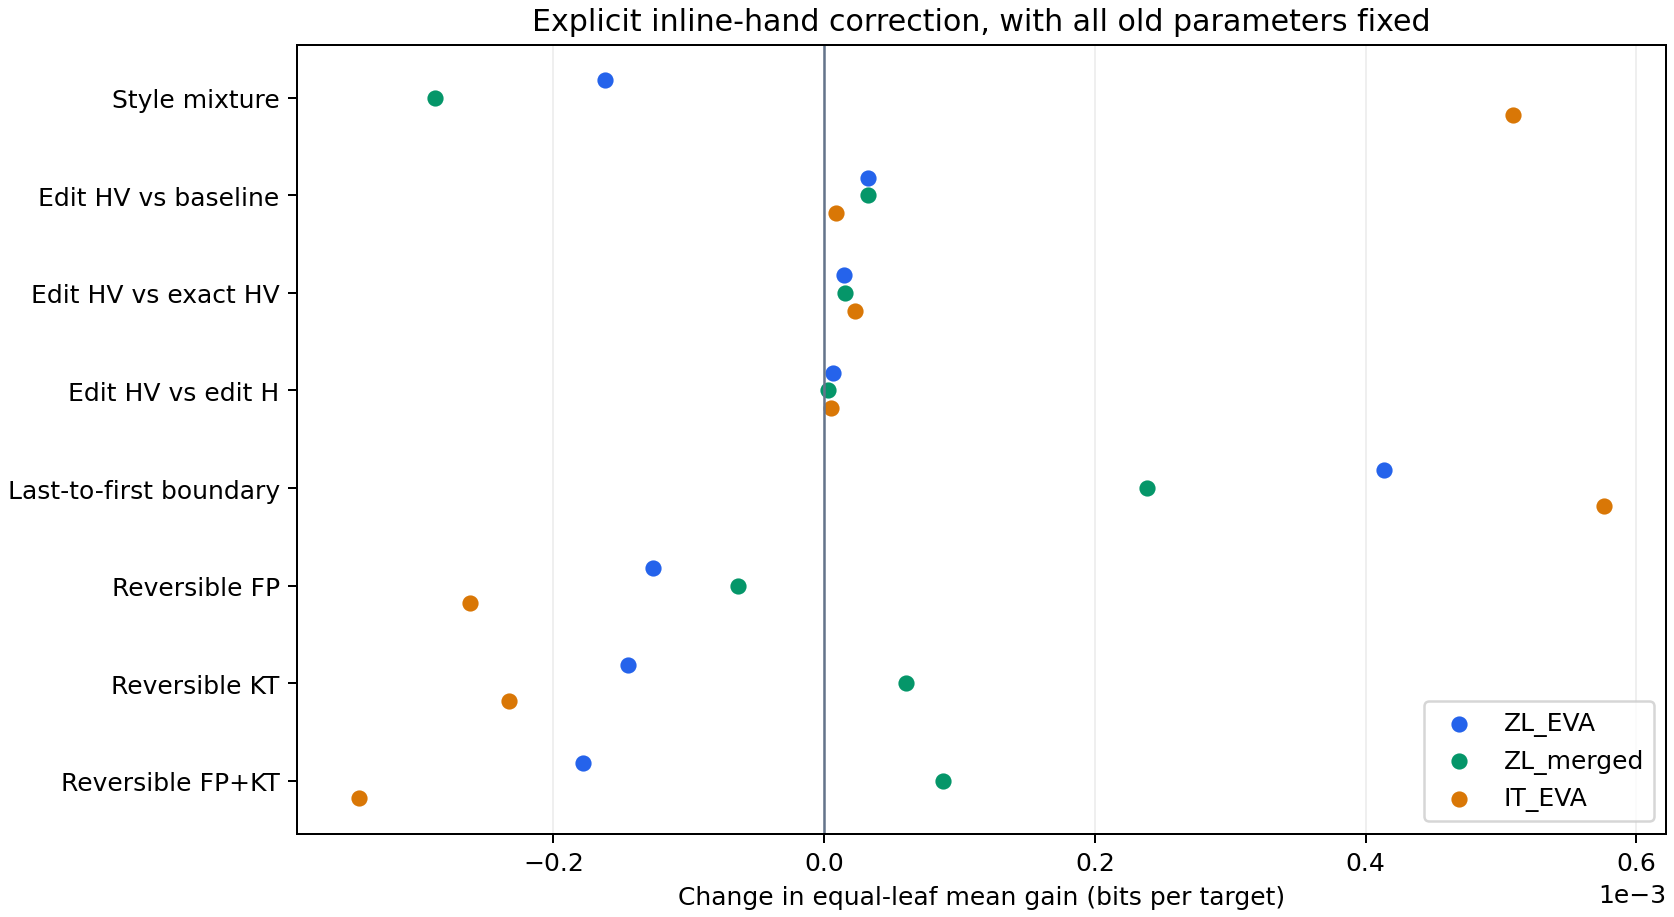 Explicit inline-hand correction, with all old parameters fixed
Style mixture
Edit HV vs baseline
Edit HV vs exact HV
Edit HV vs edit H
Last-to-first boundary
Reversible FP
Reversible KT
Reversible FP+KT
ZL_EVA
ZL_merged
IT_EVA
−0.2 0.0 0.2 0.4 0.6
1e−3
Change in equal-leaf mean gain (bits per target)